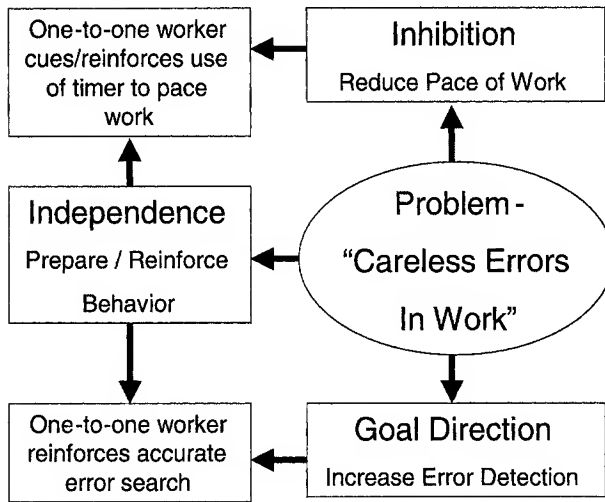 One-to-one worker
cues/reinforces use
of timer to pace
work
Inhibition
Reduce Pace of Work
Independence
Prepare / Reinforce
Behavior
Problem-
“Careless Errors
In Work”
One-to-one worker
reinforces accurate
error search
Goal Direction
Increase Error Detection